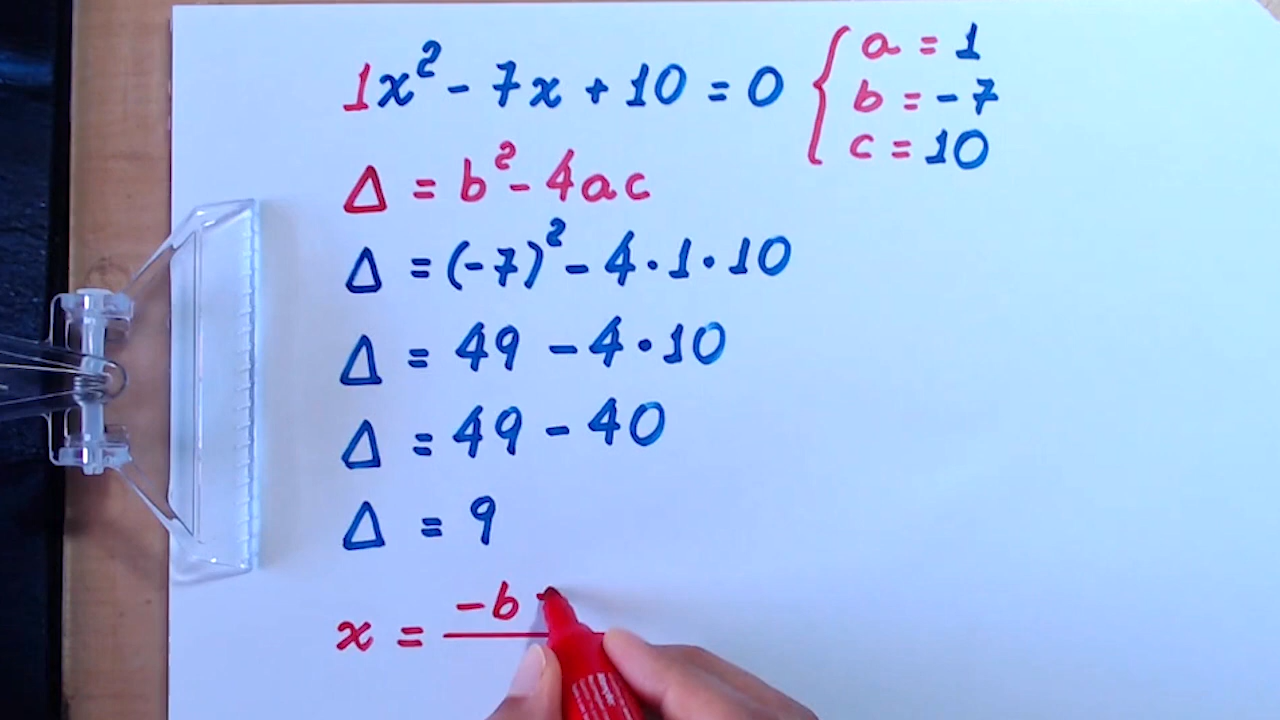 1x² - 7x + 10 = 0 { a = 1
b = -7
c = 10
Δ = b² - 4ac
Δ = (-7)² - 4·1·10
Δ = 49 - 4·10
Δ = 49 - 40
Δ = 9
x = -b